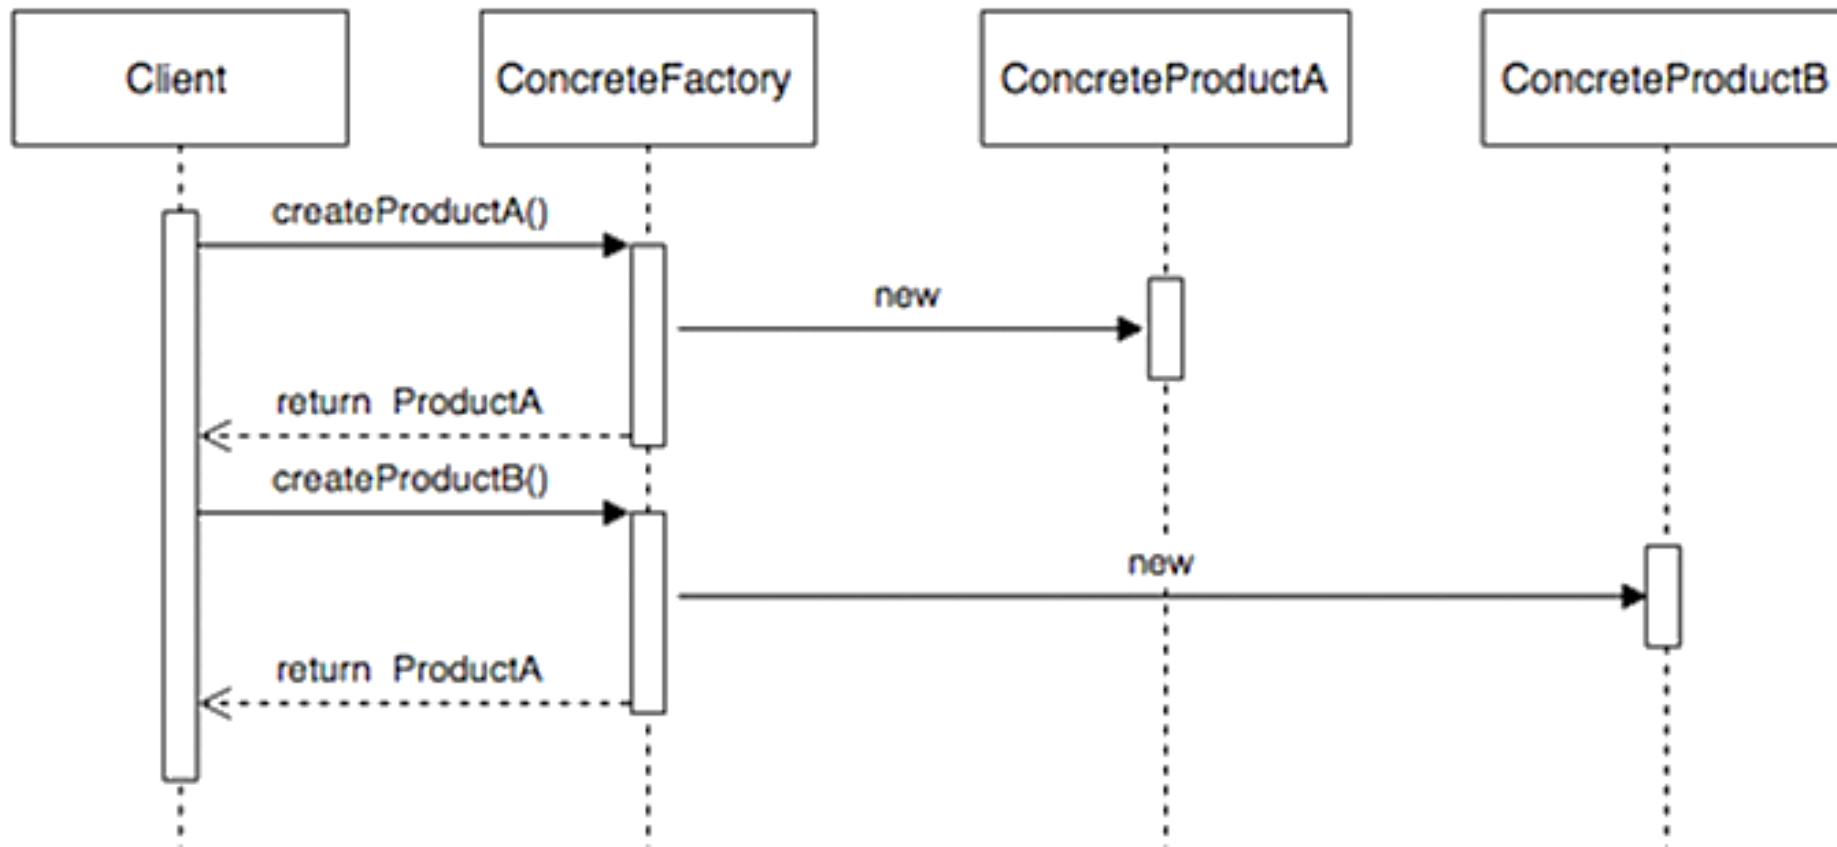 Client
ConcreteFactory
ConcreteProductA
ConcreteProductB
createProductA()
new
return ProductA
createProductB()
new
return ProductA